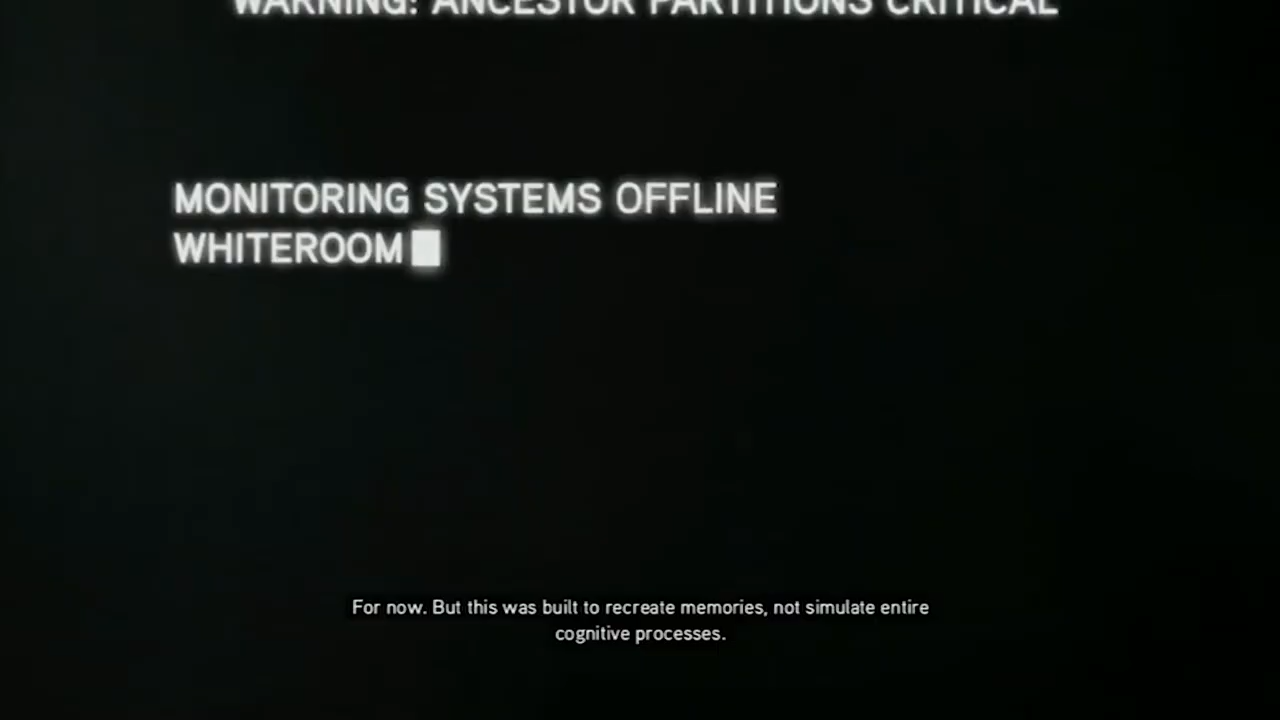 WARNING: ANCESTOR PARTITIONS CRITICAL
MONITORING SYSTEMS OFFLINE
WHITEROOM
For now. But this was built to recreate memories, not simulate entire
cognitive processes.